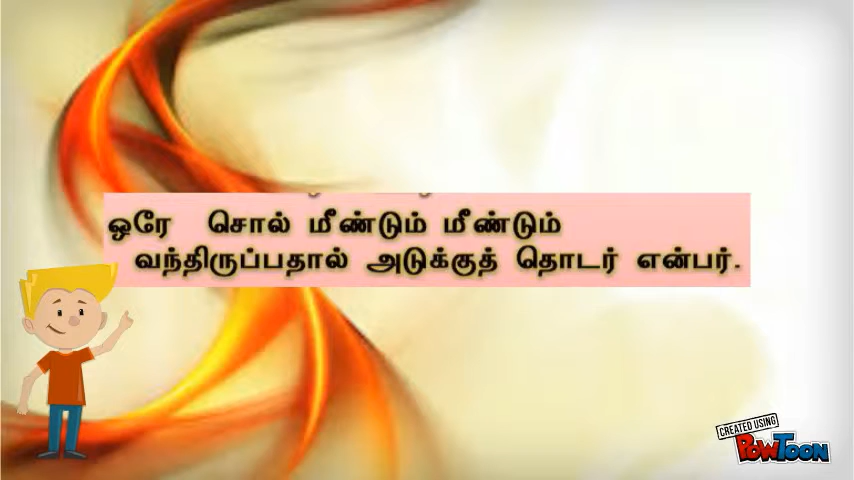 ஒரே சொல் மீண்டும் மீண்டும்
வந்திருப்பதால் அடுக்குத் தொடர் என்பர்.
CREATED USING
POWTOON